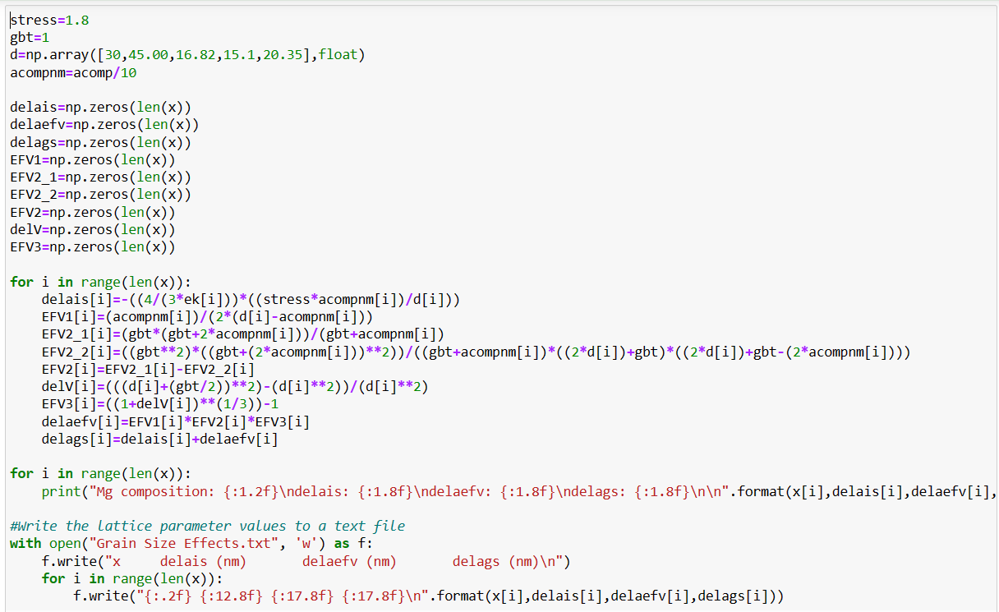 stress=1.8
gbt=1
d=np.array([30,45.00,16.82,15.1,20.35],float)
acompnm=acomp/10

delais=np.zeros(len(x))
delaefv=np.zeros(len(x))
delags=np.zeros(len(x))
EFV1=np.zeros(len(x))
EFV2_1=np.zeros(len(x))
EFV2_2=np.zeros(len(x))
EFV2=np.zeros(len(x))
delV=np.zeros(len(x))
EFV3=np.zeros(len(x))

for i in range(len(x)):
    delais[i]=-((4/(3*ek[i]))*((stress*acompnm[i])/d[i]))
    EFV1[i]=(acompnm[i])/(2*(d[i]-acompnm[i]))
    EFV2_1[i]=(gbt*(gbt+2*acompnm[i]))/(gbt+acompnm[i])
    EFV2_2[i]=((gbt**2)*((gbt+(2*acompnm[i]))**2))/((gbt+acompnm[i])*((2*d[i])+gbt)*((2*d[i])+gbt-(2*acompnm[i])))
    EFV2[i]=EFV2_1[i]-EFV2_2[i]
    delV[i]=(((d[i]+(gbt/2))**2)-(d[i]**2))/(d[i]**2)
    EFV3[i]=((1+delV[i])**(1/3))-1
    delaefv[i]=EFV1[i]*EFV2[i]*EFV3[i]
    delags[i]=delais[i]+delaefv[i]

for i in range(len(x)):
    print("Mg composition: {:1.2f}\ndelais: {:1.8f}\ndelaefv: {:1.8f}\ndelags: {:1.8f}\n\n".format(x[i],delais[i],delaefv[i],

#Write the lattice parameter values to a text file
with open("Grain Size Effects.txt", 'w') as f:
    f.write("x     delais (nm)       delaefv (nm)       delags (nm)\n")
    for i in range(len(x)):
        f.write("{:.2f} {:12.8f} {:17.8f} {:17.8f}\n".format(x[i],delais[i],delaefv[i],delags[i]))